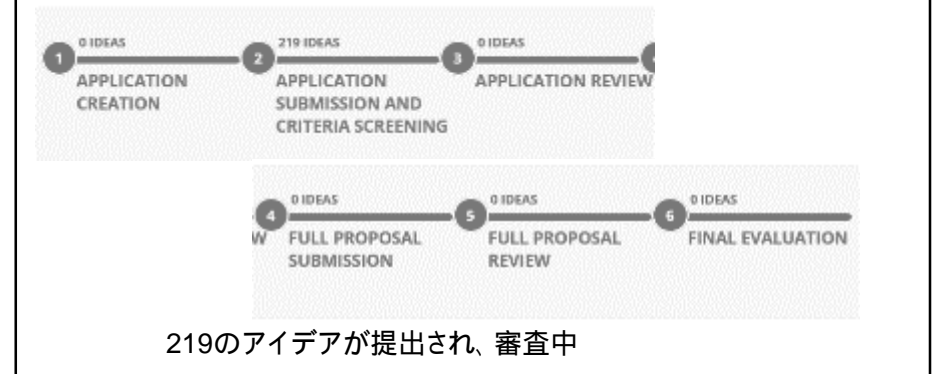 1 0 IDEAS
APPLICATION
CREATION
2 219 IDEAS
APPLICATION
SUBMISSION AND
CRITERIA SCREENING
3 0 IDEAS
APPLICATION REVIEW
W
4 0 IDEAS
FULL PROPOSAL
SUBMISSION
5 0 IDEAS
FULL PROPOSAL
REVIEW
6 0 IDEAS
FINAL EVALUATION
219のアイデアが提出され、審査中